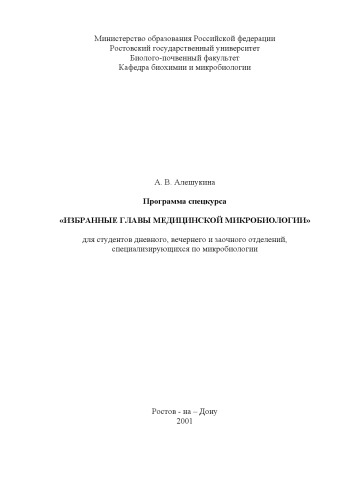 Министерство образования Российской федерации
Ростовский государственный университет
Биолого-почвенный факультет
Кафедра биохимии и микробиологии
А. В. Алешукина
Программа спецкурса
«ИЗБРАННЫЕ ГЛАВЫ МЕДИЦИНСКОЙ МИКРОБИОЛОГИИ»
для студентов дневного, вечернего и заочного отделений,
специализирующихся по микробиологии
Ростов - на – Дону
2001